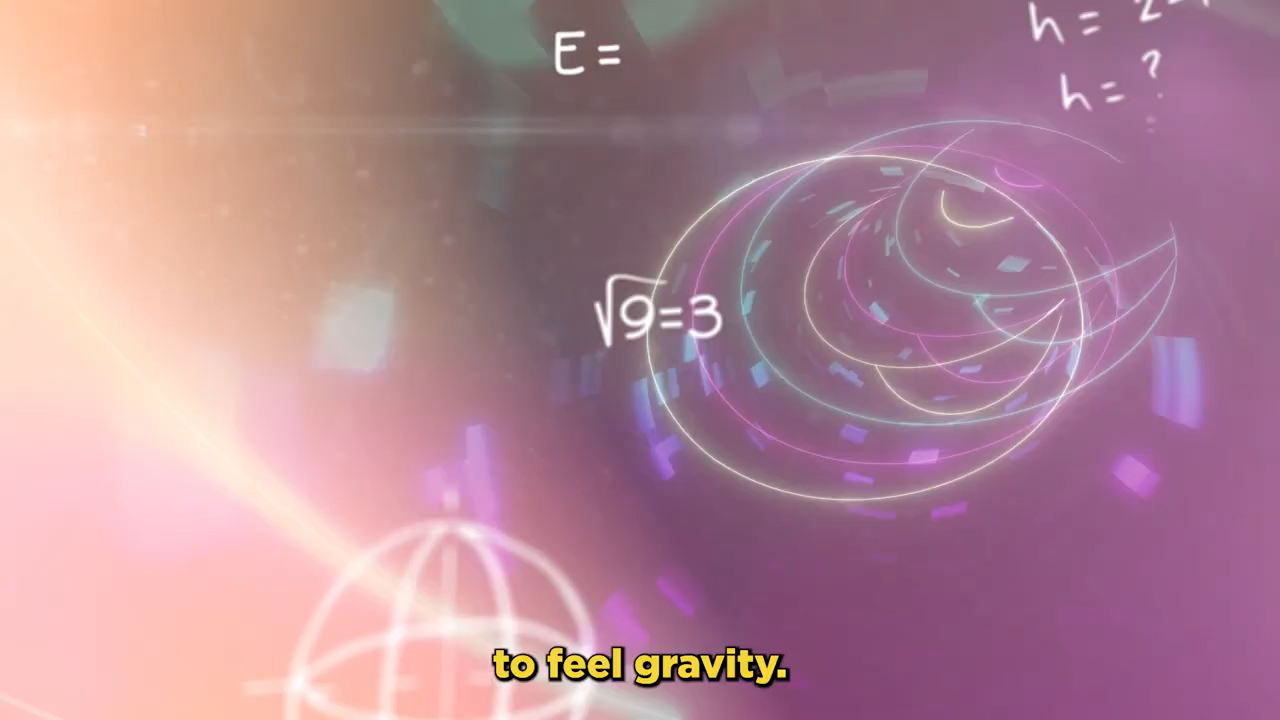 E =
h =
h = ?
√9=3
to feel gravity.